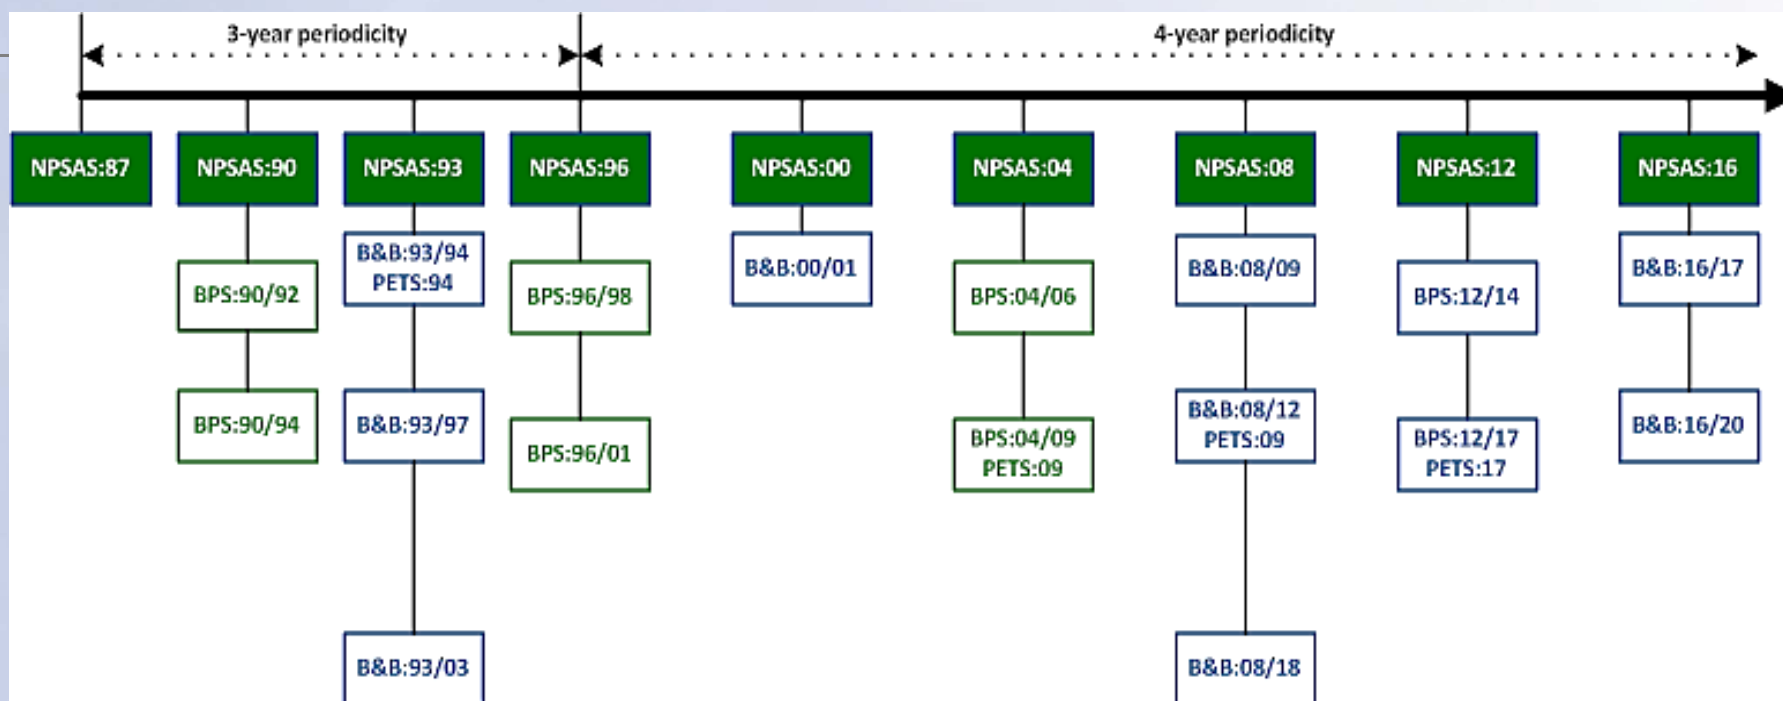 3-year periodicity
4-year periodicity
NPSAS:87
NPSAS:90
NPSAS:93
NPSAS:96
NPSAS:00
NPSAS:04
NPSAS:08
NPSAS:12
NPSAS:16
BPS:90/92
B&B:93/94
PETS:94
BPS:96/98
B&B:00/01
BPS:04/06
B&B:08/09
BPS:12/14
B&B:16/17
BPS:90/94
B&B:93/97
BPS:96/01
BPS:04/09
PETS:09
B&B:08/12
PETS:09
BPS:12/17
PETS:17
B&B:16/20
B&B:93/03
B&B:08/18